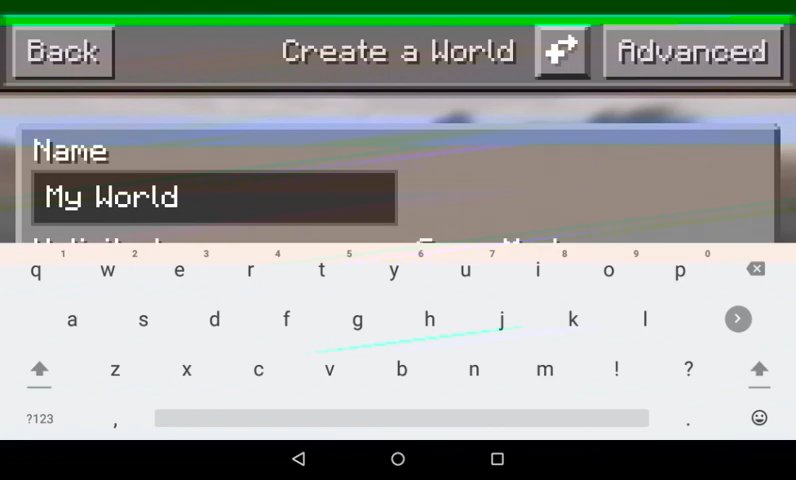 Back Create a World Advanced
Name
My World
1 2 3 4 5 6 7 8 9 0
q w e r t y u i o p
a s d f g h j k l
z x c v b n m ! ?
?123 , .